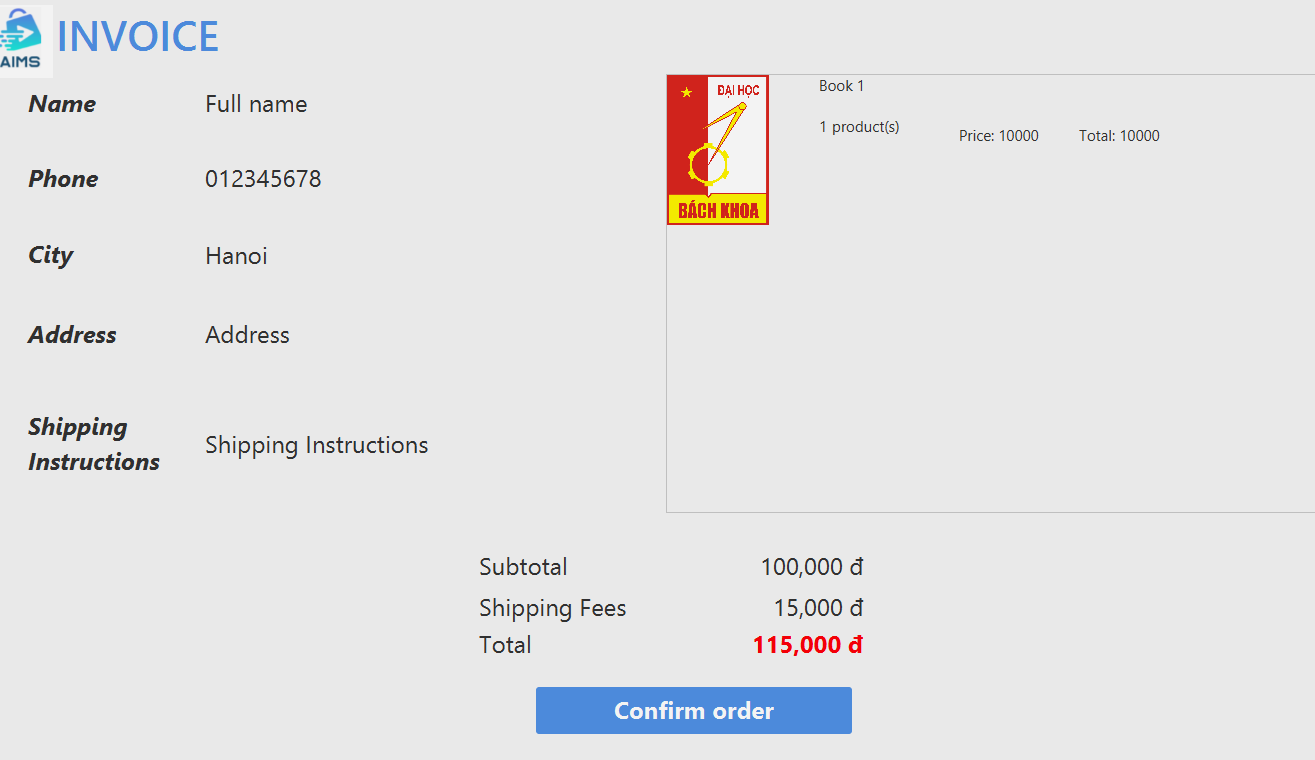 AIMS
INVOICE
Name Full name
Phone 012345678
City Hanoi
Address Address
Shipping
Instructions
Shipping Instructions
ĐẠI HỌC
BÁCH KHOA
Book 1
1 product(s)
Price: 10000 Total: 10000
Subtotal 100,000 đ
Shipping Fees 15,000 đ
Total 115,000 đ
Confirm order